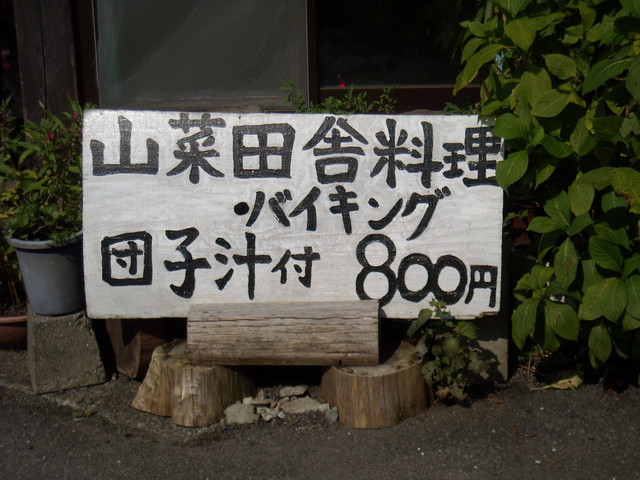 山菜田舎料理
・バイキング
団子汁付 800円